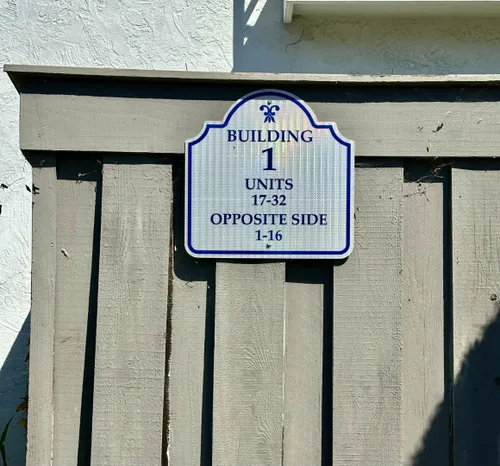 BUILDING
1
UNITS
17-32
OPPOSITE SIDE
1-16